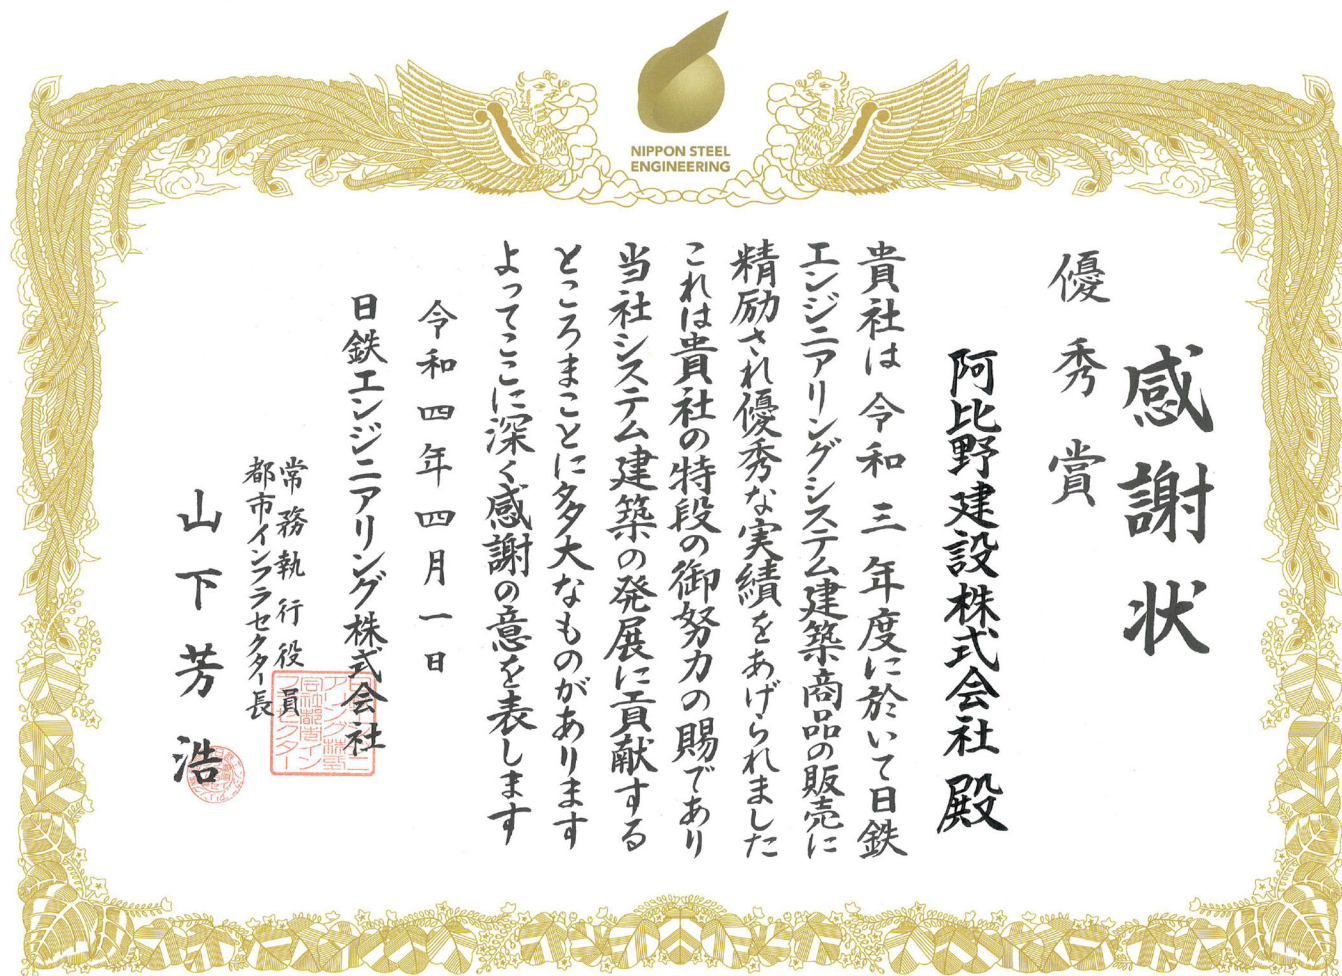 NIPPON STEEL
ENGINEERING
感謝状
優秀賞
阿比野建設株式会社 殿
貴社は令和三年度に於いて日鉄
エンジニアリングシステム建築商品の販売に
精励され優秀な実績をあげられました
これは貴社の特段の御努力の賜であり
当社システム建築の発展に貢献する
ところまことに多大なものがあります
よってここに深く感謝の意を表します
令和四年四月一日
日鉄エンジニアリング株式会社
常務執行役員
都市インフラセクター長
山下芳浩